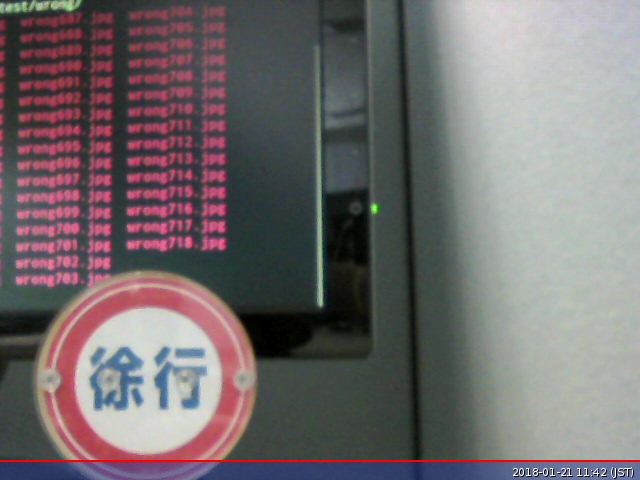 test/wrong/
wrong687.jpg wrong704.jpg
wrong688.jpg wrong705.jpg
wrong689.jpg wrong706.jpg
wrong690.jpg wrong707.jpg
wrong691.jpg wrong708.jpg
wrong692.jpg wrong709.jpg
wrong693.jpg wrong710.jpg
wrong694.jpg wrong711.jpg
wrong695.jpg wrong712.jpg
wrong696.jpg wrong713.jpg
wrong697.jpg wrong714.jpg
wrong698.jpg wrong715.jpg
wrong699.jpg wrong716.jpg
wrong700.jpg wrong717.jpg
wrong701.jpg wrong718.jpg
wrong702.jpg
wrong703.jpg
徐行
2018-01-21 11:42 (JST)